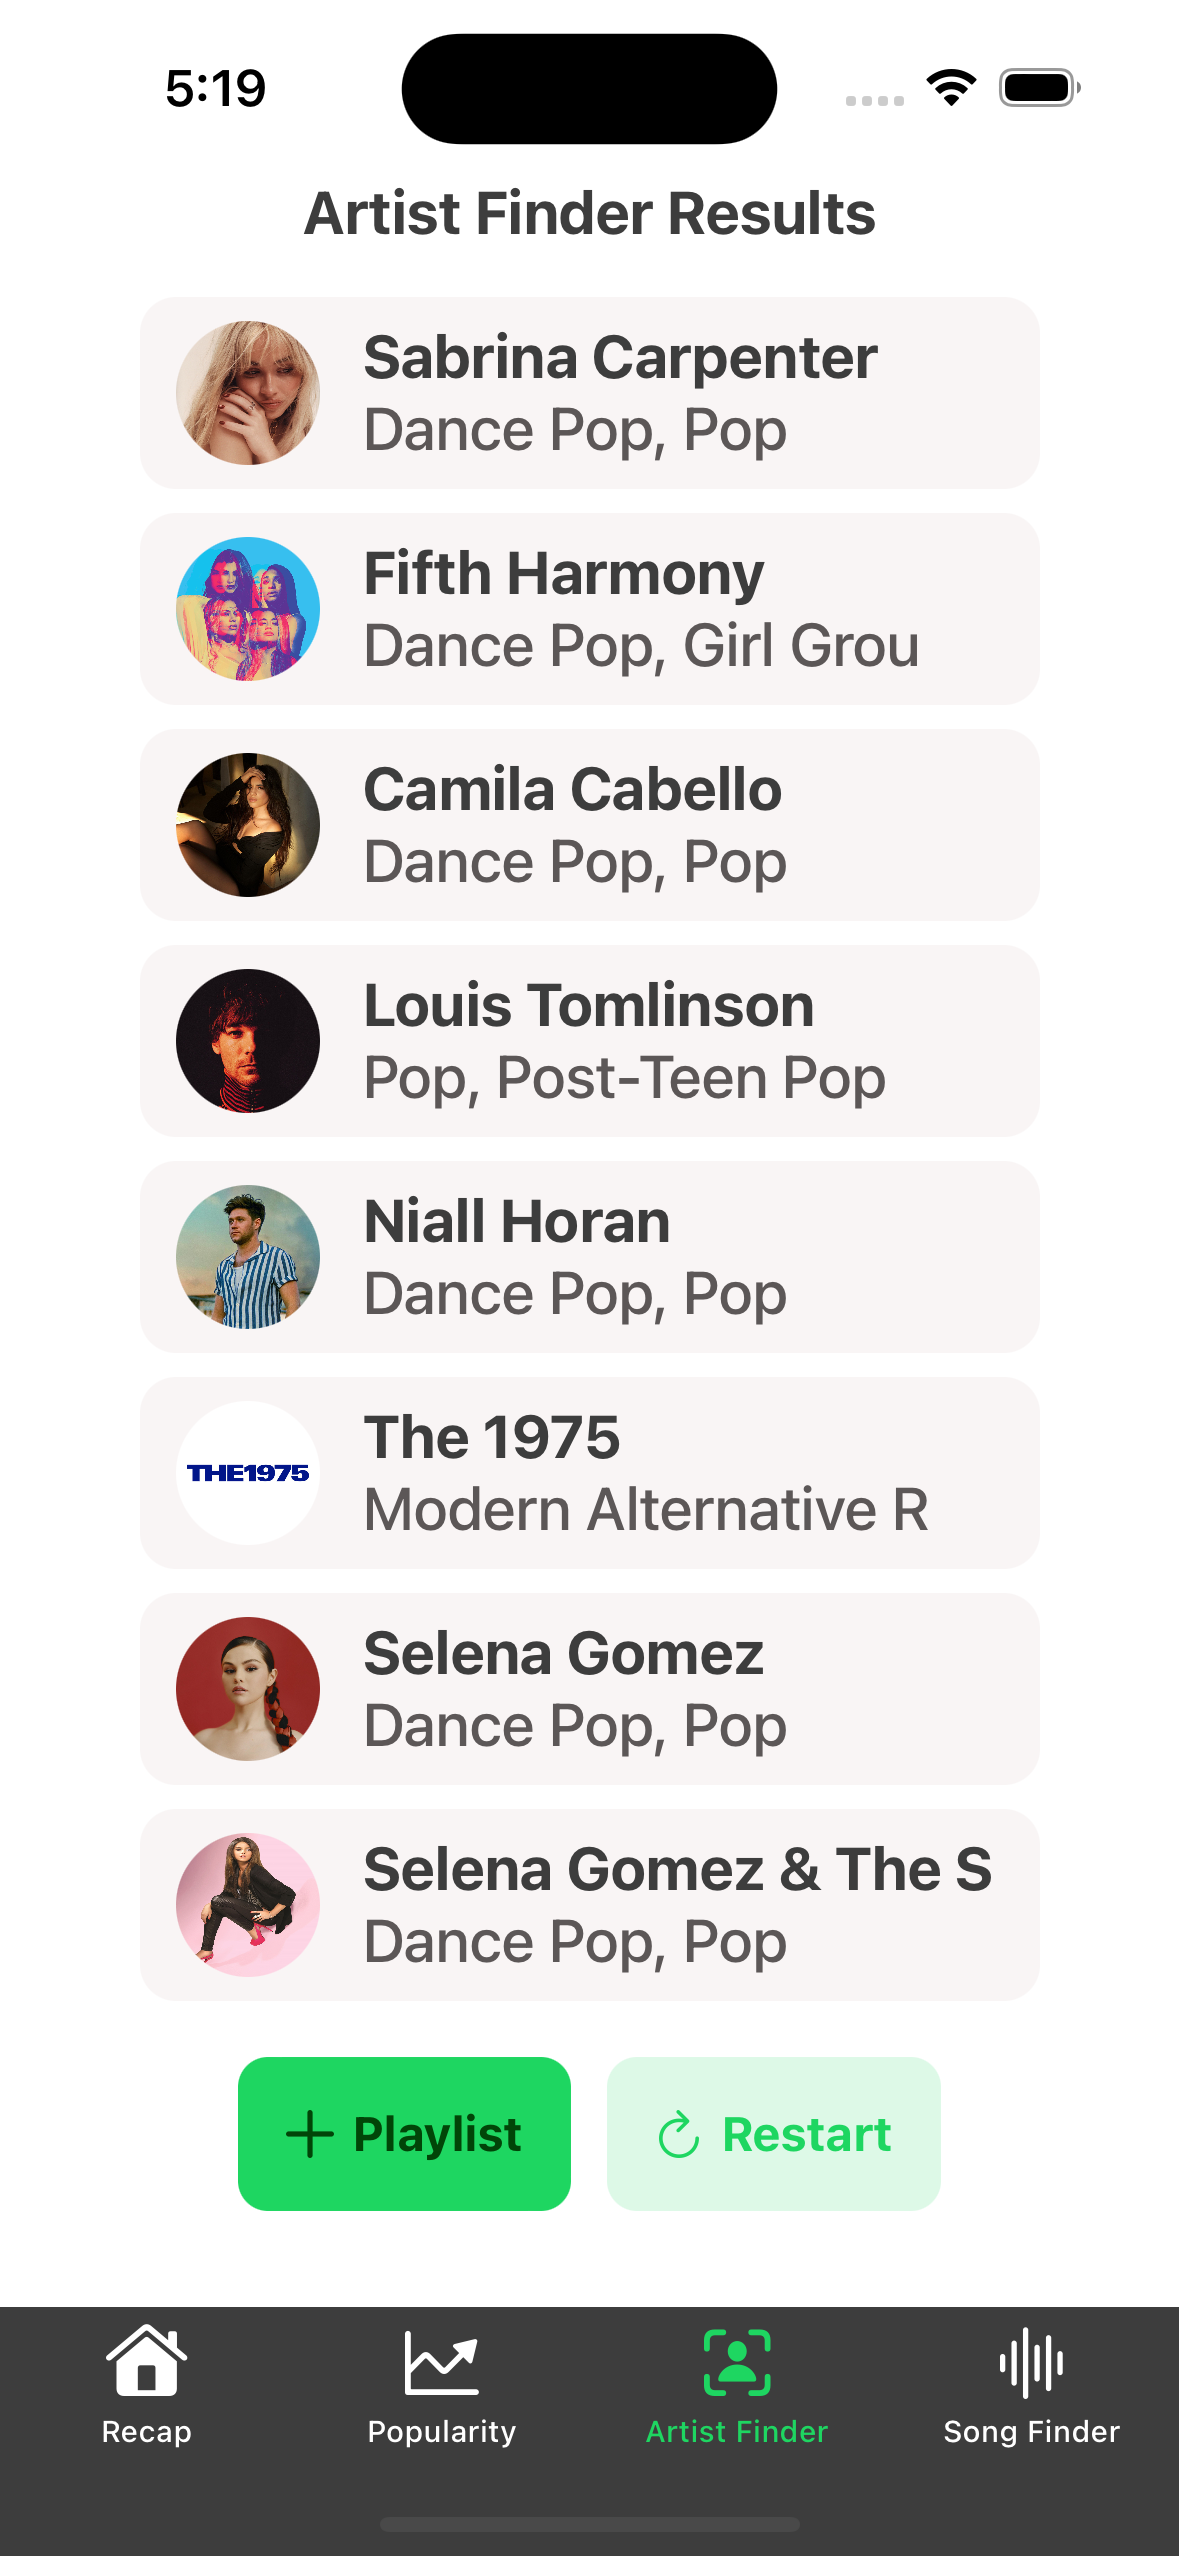 5:19
Artist Finder Results
Sabrina Carpenter
Dance Pop, Pop
Fifth Harmony
Dance Pop, Girl Grou
Camila Cabello
Dance Pop, Pop
Louis Tomlinson
Pop, Post-Teen Pop
Niall Horan
Dance Pop, Pop
THE1975
The 1975
Modern Alternative R
Selena Gomez
Dance Pop, Pop
Selena Gomez & The S
Dance Pop, Pop
Playlist
Restart
Recap
Popularity
Artist Finder
Song Finder